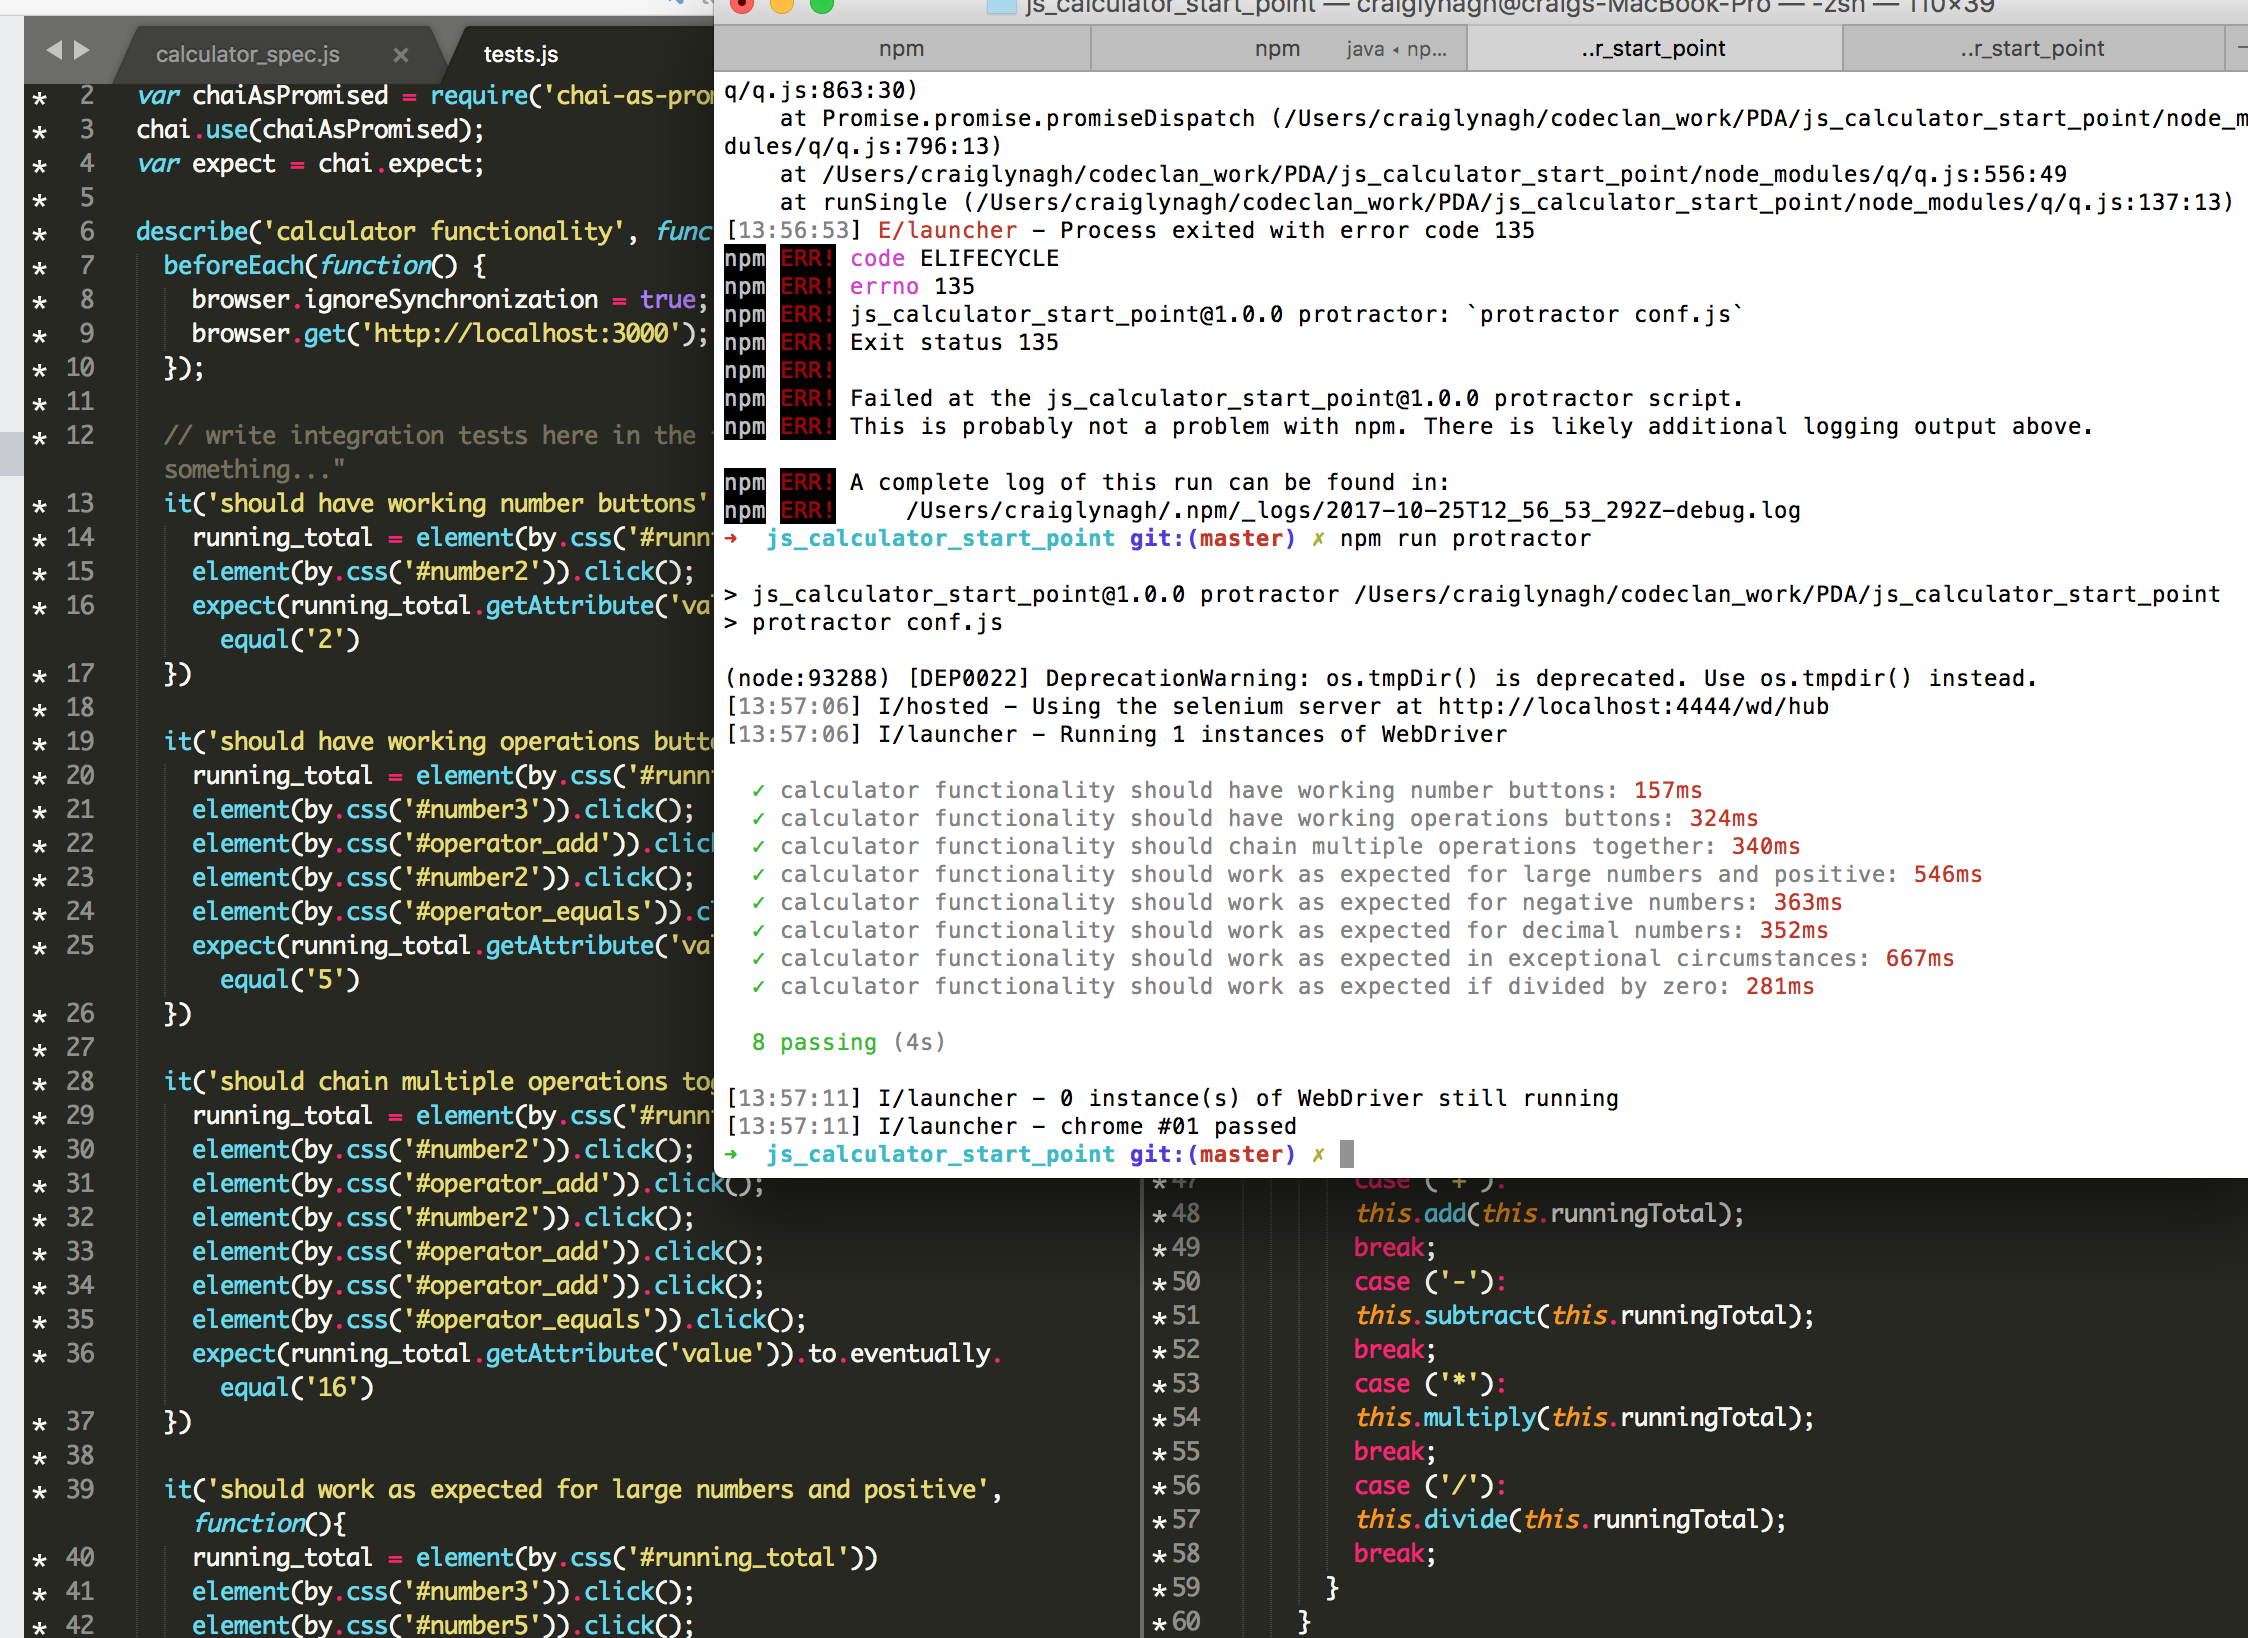 calculator_spec.js ×
tests.js
2 var chaiAsPromised = require('chai-as-pro
3 chai.use(chaiAsPromised);
4 var expect = chai.expect;
5
6 describe('calculator functionality', func
7 beforeEach(function() {
8 browser.ignoreSynchronization = true;
9 browser.get('http://localhost:3000');
10 });
11
12 // write integration tests here in the
something..."
13 it('should have working number buttons'
14 running_total = element(by.css('#runn
15 element(by.css('#number2')).click();
16 expect(running_total.getAttribute('va
equal('2')
17 })
18
19 it('should have working operations butt
20 running_total = element(by.css('#runn
21 element(by.css('#number3')).click();
22 element(by.css('#operator_add')).clic
23 element(by.css('#number2')).click();
24 element(by.css('#operator_equals')).c
25 expect(running_total.getAttribute('va
equal('5')
26 })
27
28 it('should chain multiple operations tog
29 running_total = element(by.css('#runn
30 element(by.css('#number2')).click();
31 element(by.css('#operator_add')).click();
32 element(by.css('#number2')).click();
33 element(by.css('#operator_add')).click();
34 element(by.css('#operator_add')).click();
35 element(by.css('#operator_equals')).click();
36 expect(running_total.getAttribute('value')).to.eventually.
equal('16')
37 })
38
39 it('should work as expected for large numbers and positive',
function(){
40 running_total = element(by.css('#running_total'))
41 element(by.css('#number3')).click();
42 element(by.css('#number5')).click();
js_calculator_start_point — craiglynagh@craigs-MacBook-Pro — -zsh — 110×39
npm
npm java ◂ np...
..r_start_point
..r_start_point
q/q.js:863:30)
at Promise.promise.promiseDispatch (/Users/craiglynagh/codeclan_work/PDA/js_calculator_start_point/node_m
dules/q/q.js:796:13)
at /Users/craiglynagh/codeclan_work/PDA/js_calculator_start_point/node_modules/q/q.js:556:49
at runSingle (/Users/craiglynagh/codeclan_work/PDA/js_calculator_start_point/node_modules/q/q.js:137:13)
[13:56:53] E/launcher – Process exited with error code 135
npm ERR! code ELIFECYCLE
npm ERR! errno 135
npm ERR! js_calculator_start_point@1.0.0 protractor: `protractor conf.js`
npm ERR! Exit status 135
npm ERR!
npm ERR! Failed at the js_calculator_start_point@1.0.0 protractor script.
npm ERR! This is probably not a problem with npm. There is likely additional logging output above.
npm ERR! A complete log of this run can be found in:
npm ERR! /Users/craiglynagh/.npm/_logs/2017-10-25T12_56_53_292Z-debug.log
➜ js_calculator_start_point git:(master) ✗ npm run protractor
> js_calculator_start_point@1.0.0 protractor /Users/craiglynagh/codeclan_work/PDA/js_calculator_start_point
> protractor conf.js
(node:93288) [DEP0022] DeprecationWarning: os.tmpDir() is deprecated. Use os.tmpdir() instead.
[13:57:06] I/hosted – Using the selenium server at http://localhost:4444/wd/hub
[13:57:06] I/launcher – Running 1 instances of WebDriver
✓ calculator functionality should have working number buttons: 157ms
✓ calculator functionality should have working operations buttons: 324ms
✓ calculator functionality should chain multiple operations together: 340ms
✓ calculator functionality should work as expected for large numbers and positive: 546ms
✓ calculator functionality should work as expected for negative numbers: 363ms
✓ calculator functionality should work as expected for decimal numbers: 352ms
✓ calculator functionality should work as expected in exceptional circumstances: 667ms
✓ calculator functionality should work as expected if divided by zero: 281ms
8 passing (4s)
[13:57:11] I/launcher – 0 instance(s) of WebDriver still running
[13:57:11] I/launcher – chrome #01 passed
➜ js_calculator_start_point git:(master) ✗
47 case ('+'):
48 this.add(this.runningTotal);
49 break;
50 case ('-'):
51 this.subtract(this.runningTotal);
52 break;
53 case ('*'):
54 this.multiply(this.runningTotal);
55 break;
56 case ('/'):
57 this.divide(this.runningTotal);
58 break;
59 }
60 }